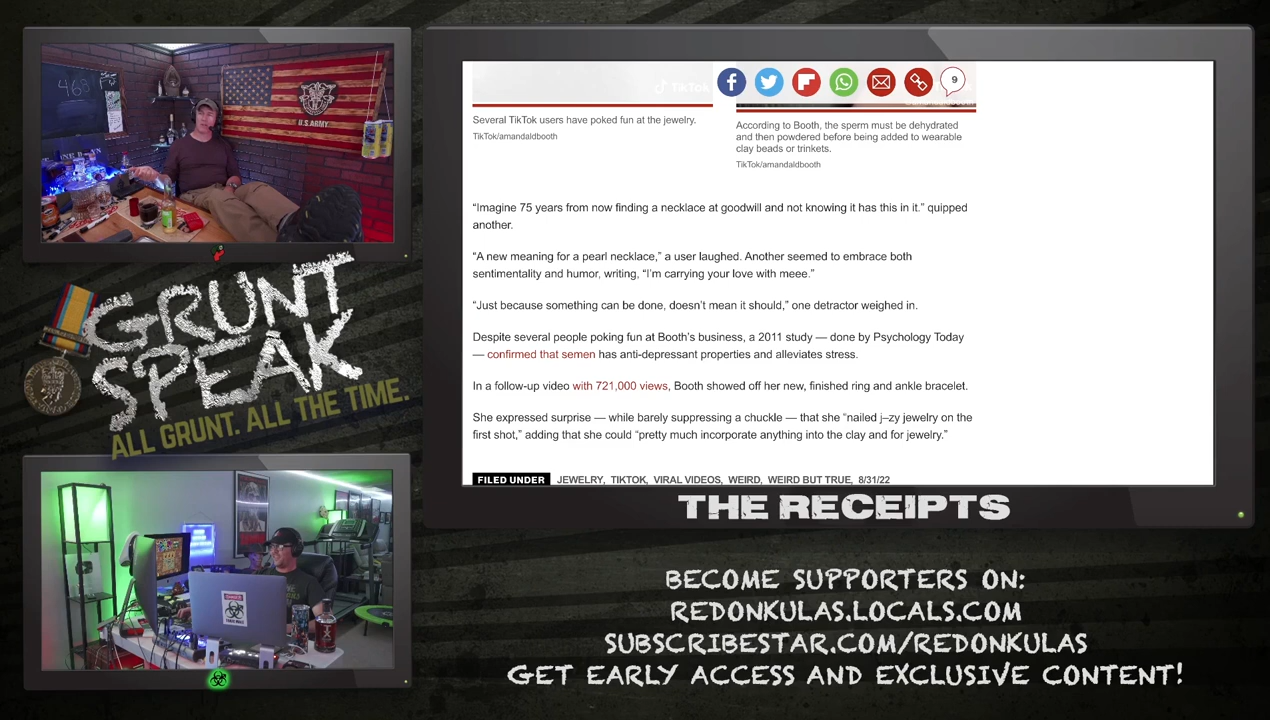 468
U.S. ARMY
GRUNT
SPEAK
ALL GRUNT. ALL THE TIME.
TikTok
9
Several TikTok users have poked fun at the jewelry.
TikTok/amandaldbooth
According to Booth, the sperm must be dehydrated
and then powdered before being added to wearable
clay beads or trinkets.
TikTok/amandaldbooth
“Imagine 75 years from now finding a necklace at goodwill and not knowing it has this in it.” quipped
another.
“A new meaning for a pearl necklace,” a user laughed. Another seemed to embrace both
sentimentality and humor, writing, “I’m carrying your love with meee.”
“Just because something can be done, doesn’t mean it should,” one detractor weighed in.
Despite several people poking fun at Booth’s business, a 2011 study — done by Psychology Today
— confirmed that semen has anti-depressant properties and alleviates stress.
In a follow-up video with 721,000 views, Booth showed off her new, finished ring and ankle bracelet.
She expressed surprise — while barely suppressing a chuckle — that she “nailed j–zy jewelry on the
first shot,” adding that she could “pretty much incorporate anything into the clay and for jewelry.”
FILED UNDER JEWELRY, TIKTOK, VIRAL VIDEOS, WEIRD, WEIRD BUT TRUE, 8/31/22
THE RECEIPTS
BECOME SUPPORTERS ON:
REDONKULAS.LOCALS.COM
SUBSCRIBESTAR.COM/REDONKULAS
GET EARLY ACCESS AND EXCLUSIVE CONTENT!